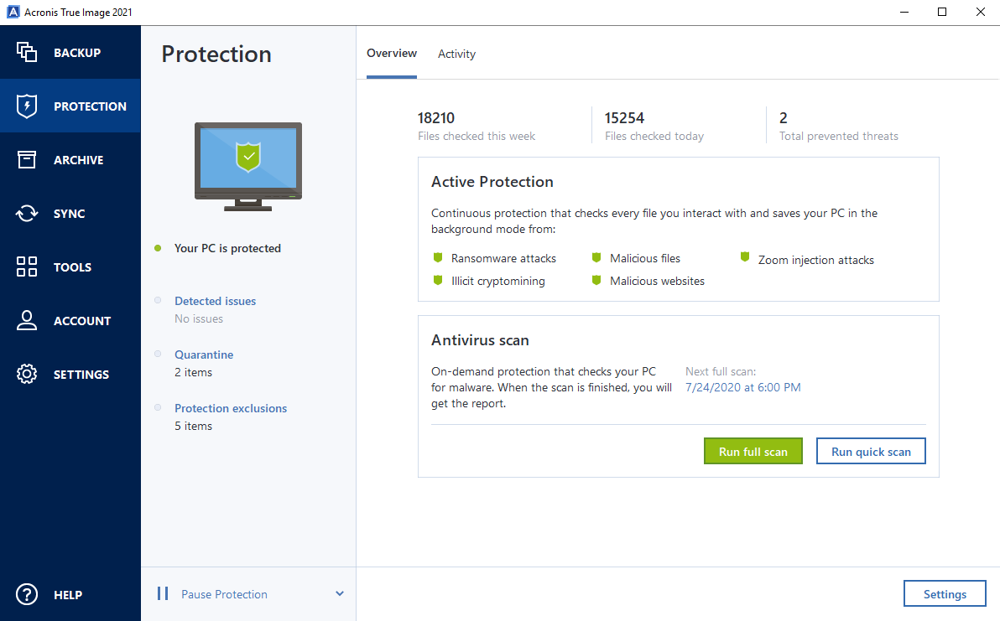 Acronis True Image 2021
BACKUP
PROTECTION
ARCHIVE
SYNC
TOOLS
ACCOUNT
SETTINGS
HELP
Protection
Your PC is protected
Detected issues
No issues
Quarantine
2 items
Protection exclusions
5 items
Pause Protection
Overview
Activity
18210
Files checked this week
15254
Files checked today
2
Total prevented threats
Active Protection
Continuous protection that checks every file you interact with and saves your PC in the
background mode from:
Ransomware attacks
Malicious files
Zoom injection attacks
Illicit cryptomining
Malicious websites
Antivirus scan
On-demand protection that checks your PC
for malware. When the scan is finished, you will
get the report.
Next full scan:
7/24/2020 at 6:00 PM
Run full scan
Run quick scan
Settings